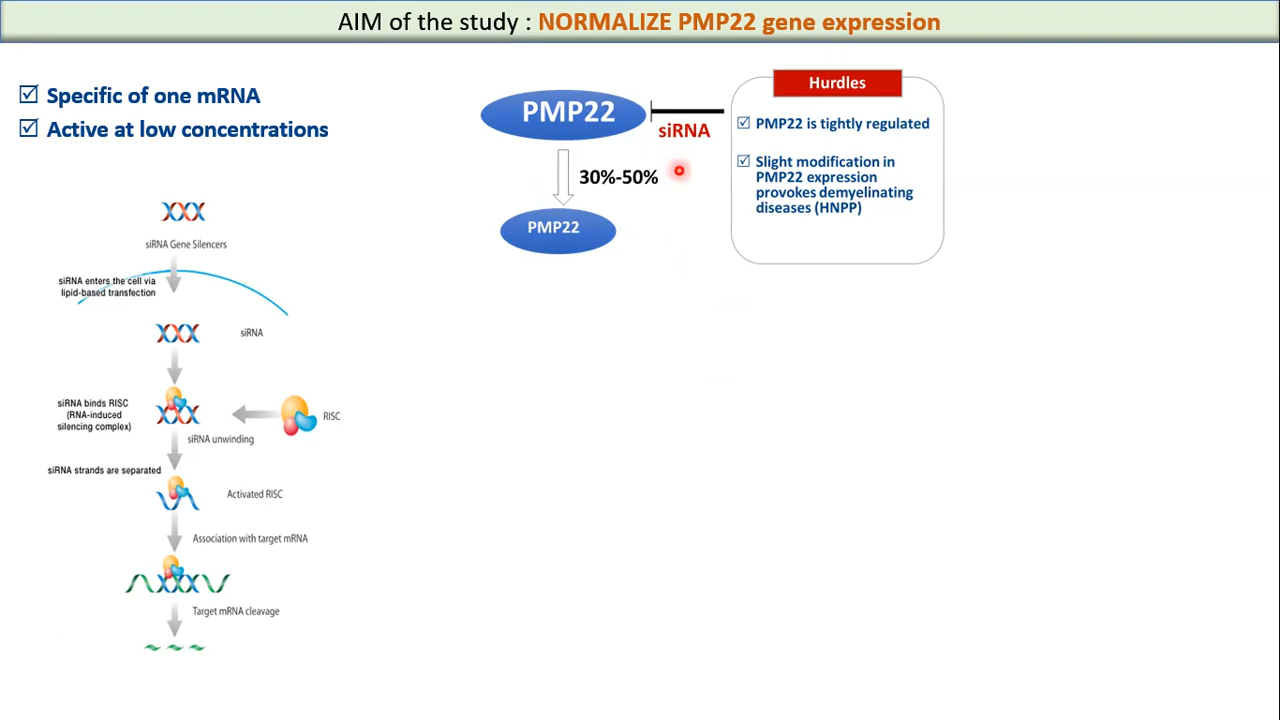 AIM of the study : NORMALIZE PMP22 gene expression
Specific of one mRNA
Active at low concentrations
siRNA Gene Silencers
siRNA enters the cell via
lipid-based transfection
siRNA
siRNA binds RISC
(RNA-induced
silencing complex)
RISC
siRNA unwinding
siRNA strands are separated
Activated RISC
Association with target mRNA
Target mRNA cleavage
PMP22
siRNA
30%-50%
PMP22
Hurdles
PMP22 is tightly regulated
Slight modification in
PMP22 expression
provokes demyelinating
diseases (HNPP)